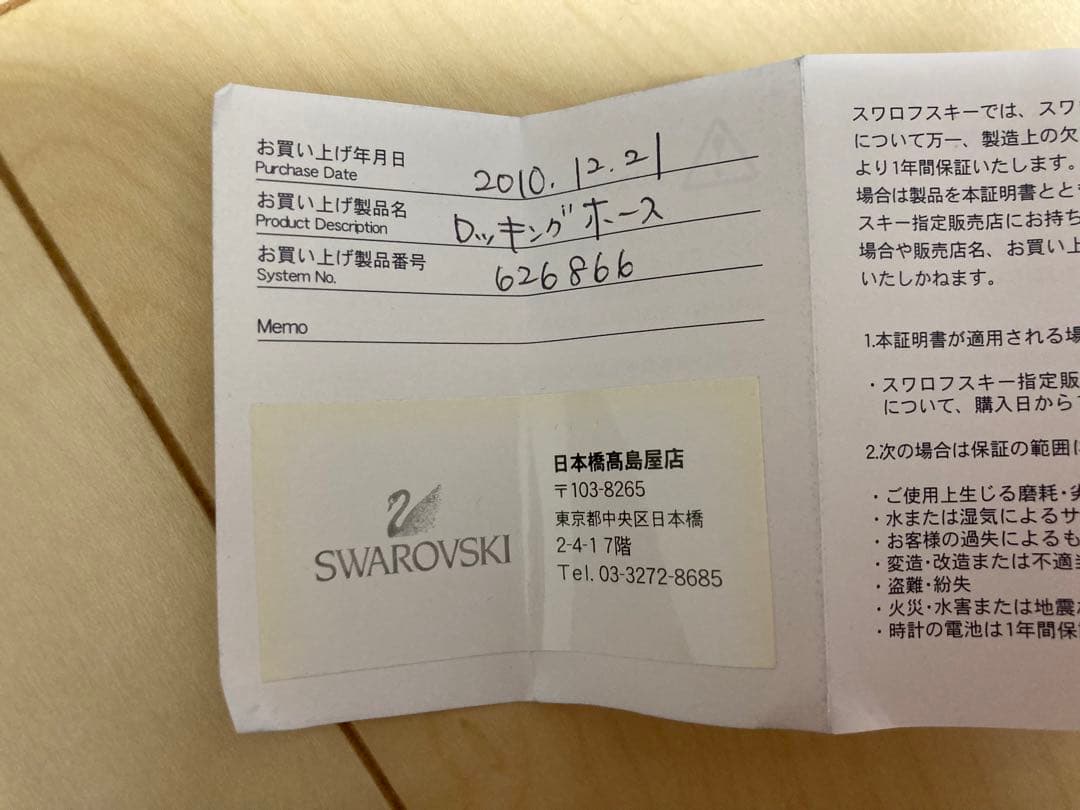 お買い上げ年月日
Purchase Date
2010.12.21
お買い上げ製品名
Product Description
ロッキングホース
お買い上げ製品番号
System No.
626866
Memo
SWAROVSKI
日本橋髙島屋店
〒103-8265
東京都中央区日本橋
2-4-1 7階
Tel. 03-3272-8685
スワロフスキーでは、スワ
について万一、製造上の欠
より1年間保証いたします。
場合は製品を本証明書とと
スキー指定販売店にお持ち
場合や販売店名、お買い上
いたしかねます。
1.本証明書が適用される場
・スワロフスキー指定販
について、購入日から
2.次の場合は保証の範囲に
・ご使用上生じる磨耗・劣
・水または湿気によるサ
・お客様の過失によるも
・変造・改造または不適
・盗難・紛失
・火災・水害または地震
・時計の電池は1年間保